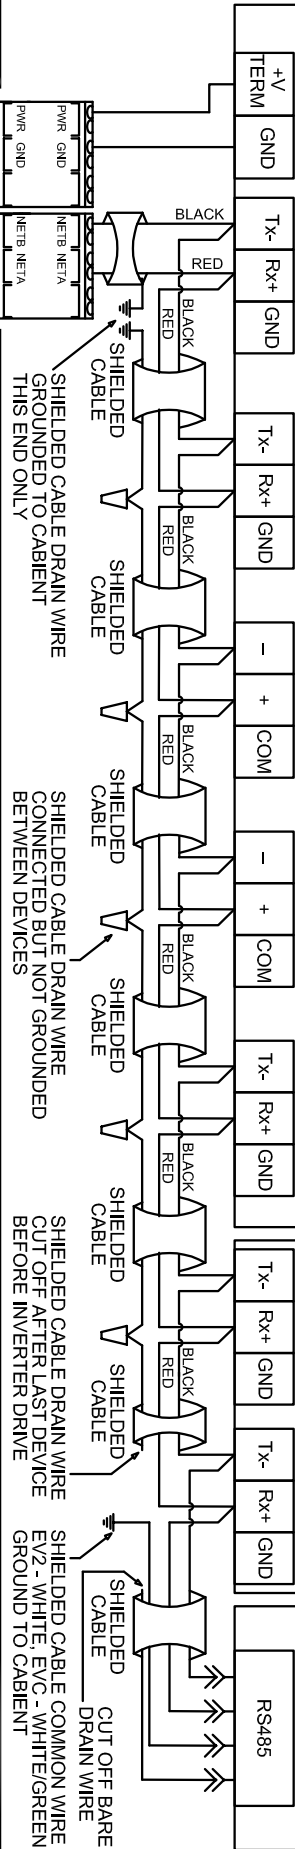 +V
TERM
GND
Tx-
Rx+
GND
Tx-
Rx+
GND
-
+
COM
-
+
COM
Tx-
Rx+
GND
Tx-
Rx+
GND
Tx-
Rx+
GND
RS485
BLACK
RED
BLACK
RED
BLACK
RED
BLACK
RED
BLACK
RED
BLACK
RED
BLACK
RED
SHIELDED
CABLE
SHIELDED
CABLE
SHIELDED
CABLE
SHIELDED
CABLE
SHIELDED
CABLE
SHIELDED
CABLE
SHIELDED
CABLE
CUT OFF BARE
DRAIN WIRE
PWR GND
NETB NETA
PWR GND
NETB NETA
SHIELDED CABLE DRAIN WIRE
GROUNDED TO CABIENT
THIS END ONLY
SHIELDED CABLE DRAIN WIRE
CONNECTED BUT NOT GROUNDED
BETWEEN DEVICES
SHIELDED CABLE DRAIN WIRE
CUT OFF AFTER LAST DEVICE
BEFORE INVERTER DRIVE
SHIELDED CABLE COMMON WIRE
EV2 - WHITE, EVC - WHITE/GREEN
GROUND TO CABIENT